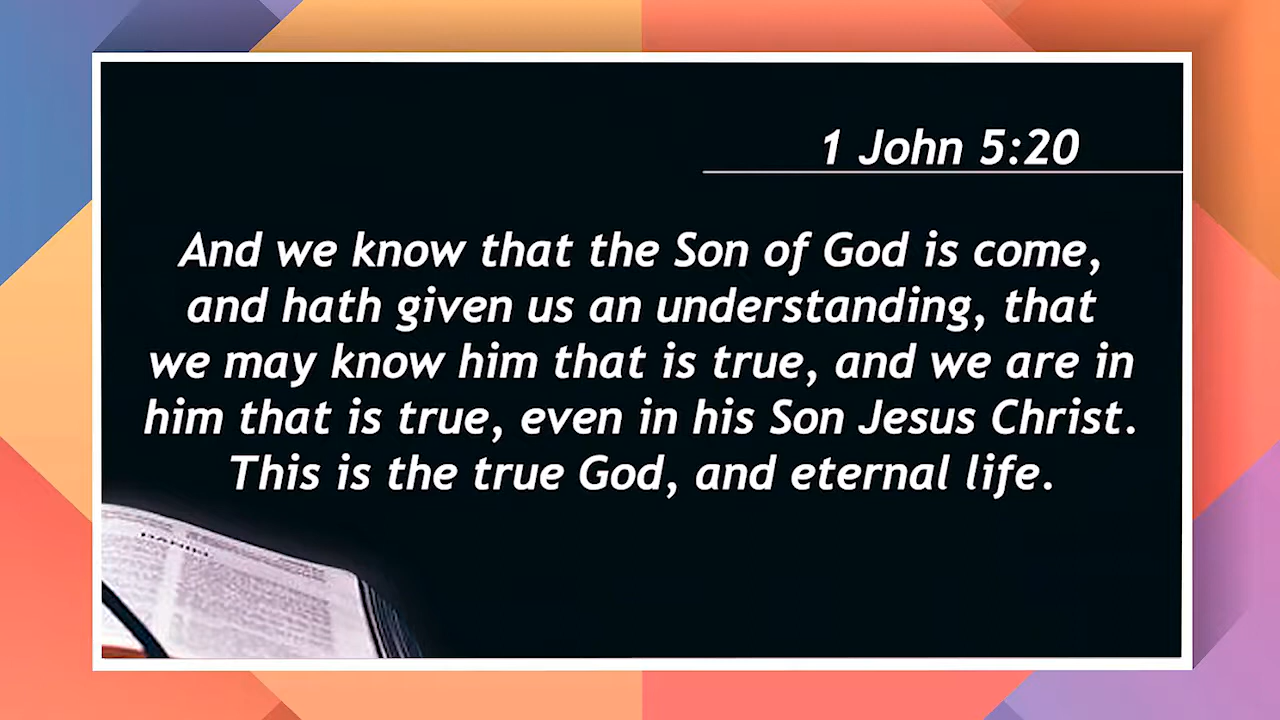 1 John 5:20
And we know that the Son of God is come,
and hath given us an understanding, that
we may know him that is true, and we are in
him that is true, even in his Son Jesus Christ.
This is the true God, and eternal life.
DANIEL